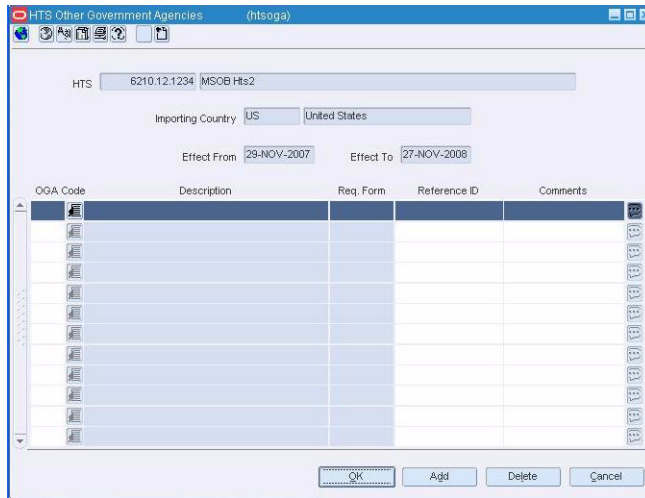 HTS Other Government Agencies (htsoga)
HTS 6210.12.1234 MSOB Hts2
Importing Country US United States
Effect From 29-NOV-2007 Effect To 27-NOV-2008
OGA Code Description Req. Form Reference ID Comments
OK Add Delete Cancel